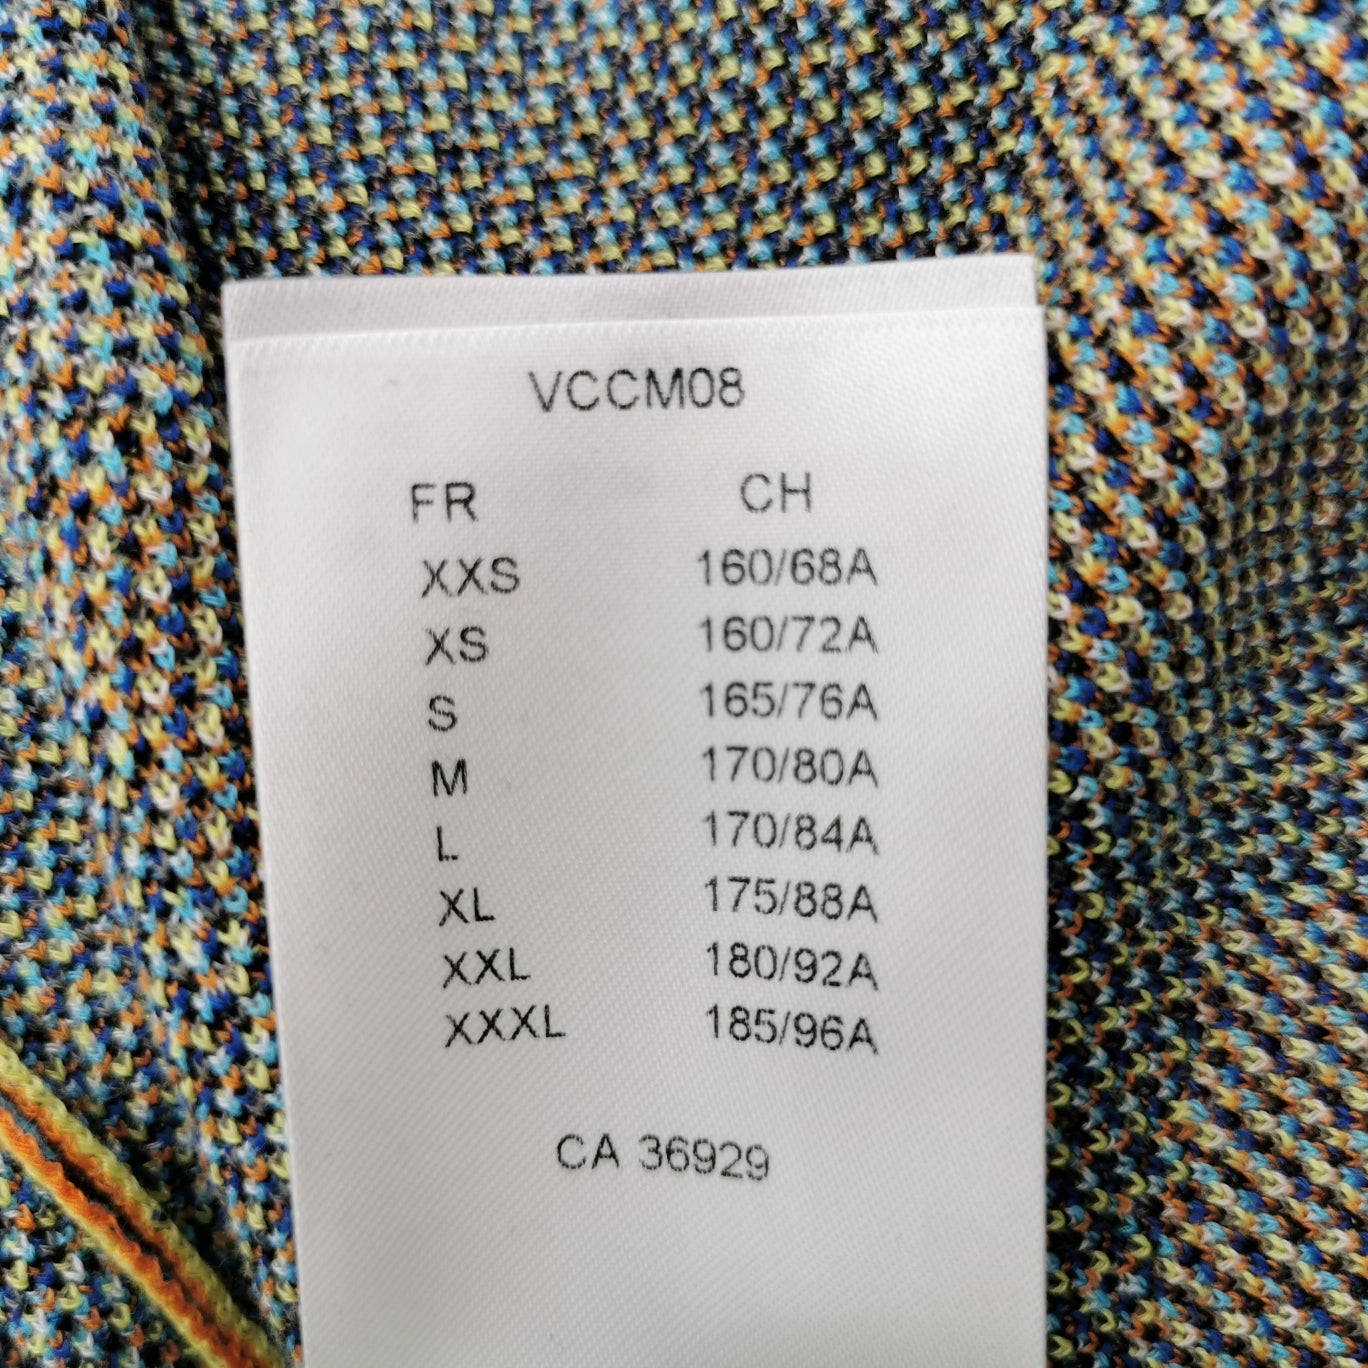 VCCM08
FR CH
XXS 160/68A
XS 160/72A
S 165/76A
M 170/80A
L 170/84A
XL 175/88A
XXL 180/92A
XXXL 185/96A
CA 36929